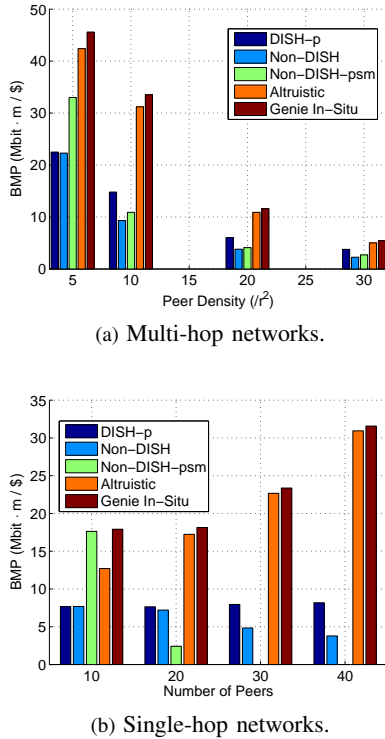 50
40
30
20
10
0
BMP (Mbit · m / $)
DISH−p
Non−DISH
Non−DISH−psm
Altruistic
Genie In−Situ
5 10 15 20 25 30
Peer Density (/r²)
(a) Multi-hop networks.
35
30
25
20
15
10
5
0
BMP (Mbit · m / $)
DISH−p
Non−DISH
Non−DISH−psm
Altruistic
Genie In−Situ
10 20 30 40
Number of Peers
(b) Single-hop networks.